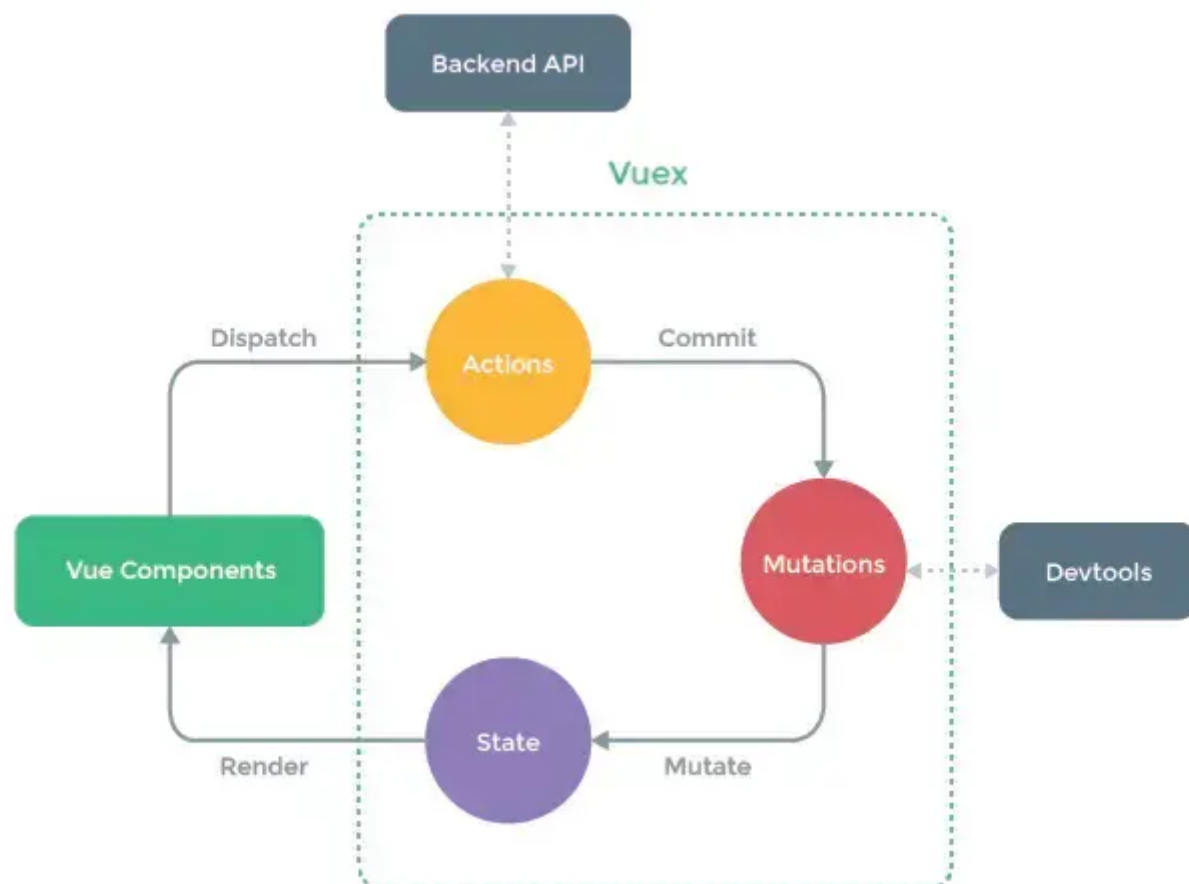 Backend API
Vuex
Dispatch
Actions
Commit
Vue Components
Mutations
Devtools
State
Render
Mutate